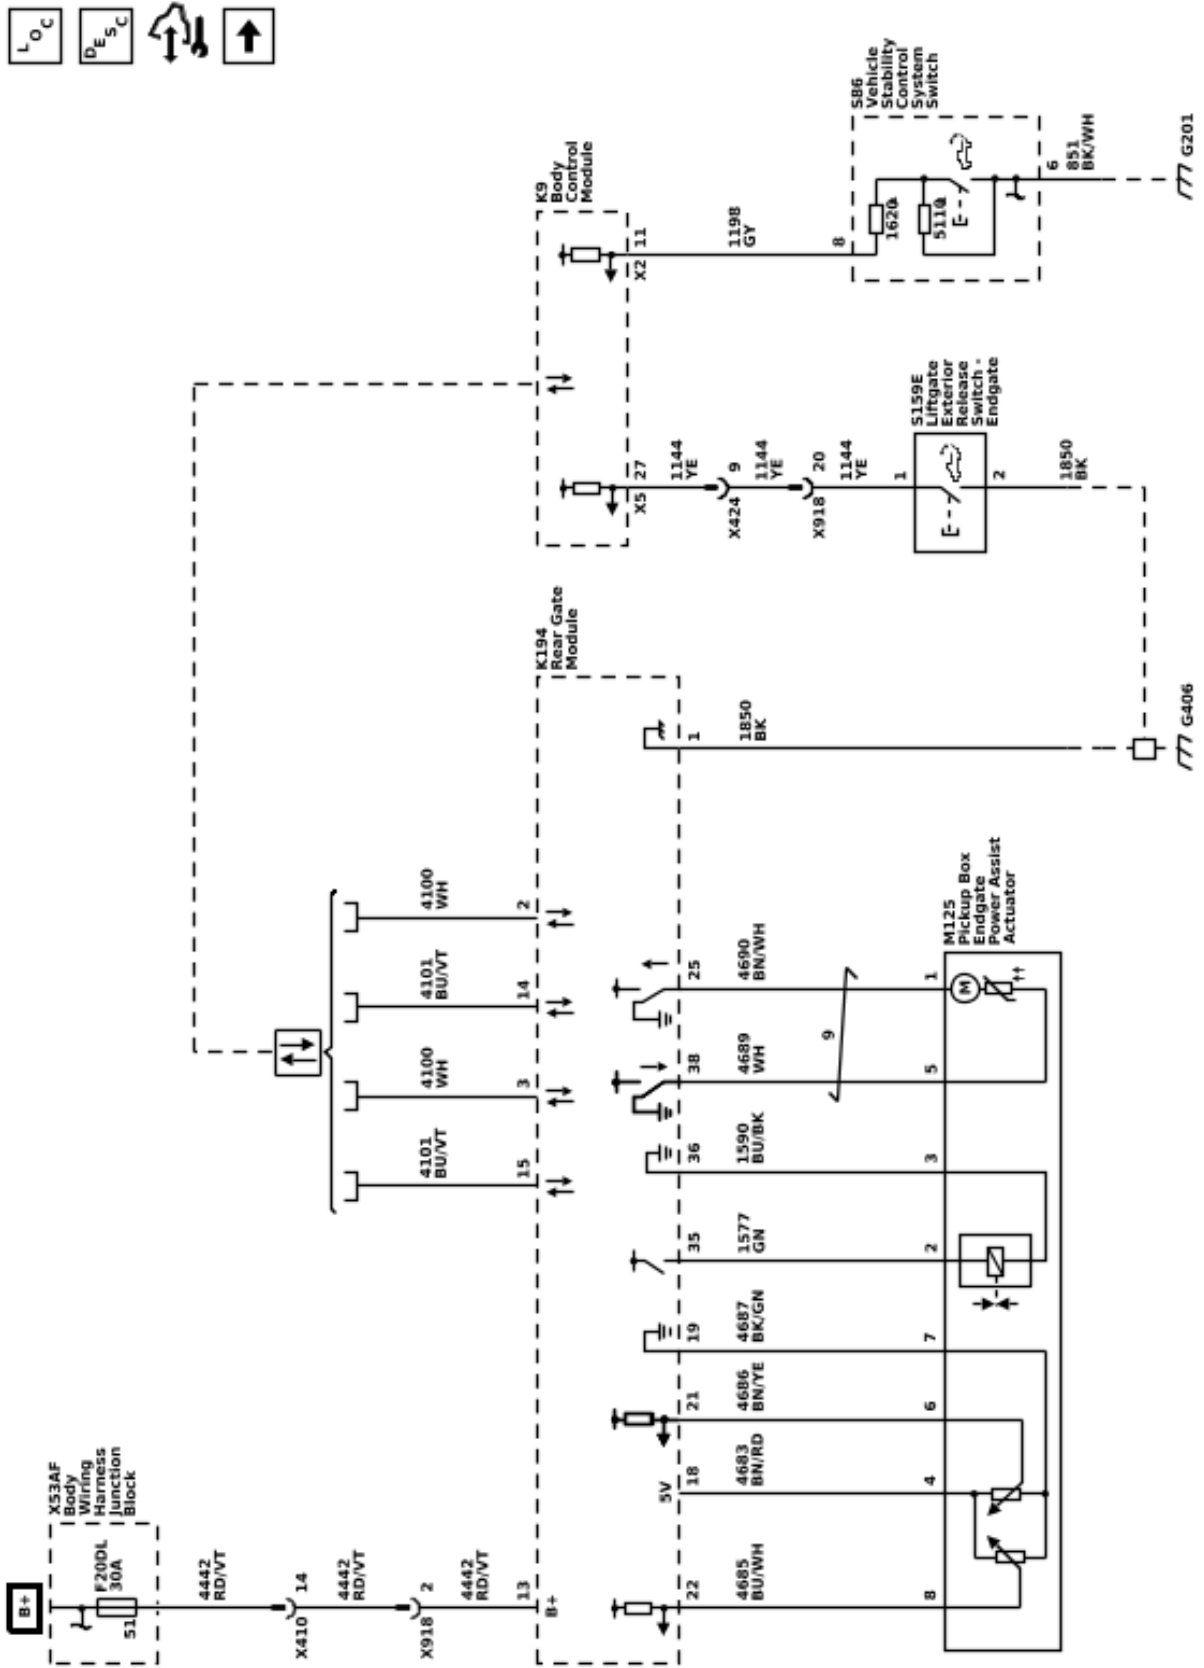 L O C
D E S C
B+
X53AF
Body
Wiring
Harness
Junction
Block
F20DL
30A
51
4442
RD/VT
14
X410
4442
RD/VT
2
X918
4442
RD/VT
13
B+
4101
BU/VT
15
4100
WH
3
4101
BU/VT
14
4100
WH
2
K194
Rear Gate
Module
22
4685
BU/WH
8
5V
18
4683
BN/RD
4
21
4686
BN/YE
6
19
4687
BK/GN
7
35
1577
GN
2
36
1590
BU/BK
3
38
4689
WH
5
9
25
4690
BN/WH
1
M
M125
Pickup Box
Endgate
Power Assist
Actuator
1
1850
BK
G406
K9
Body
Control
Module
X5
27
1144
YE
X424
9
1144
YE
X918
20
1144
YE
1
S159E
Liftgate
Exterior
Release
Switch -
Endgate
2
1850
BK
X2
11
1198
GY
8
S86
Vehicle
Stability
Control
System
Switch
1620
511
6
851
BK/WH
G201